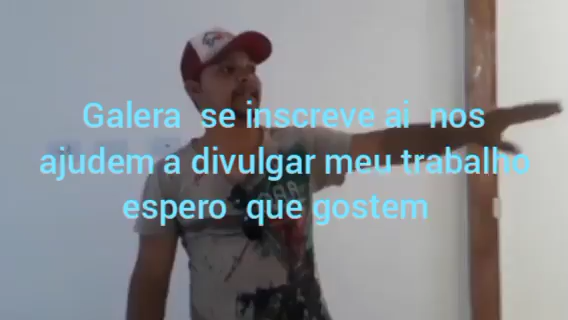 Galera se inscreve ai nos
ajudem a divulgar meu trabalho
espero que gostem